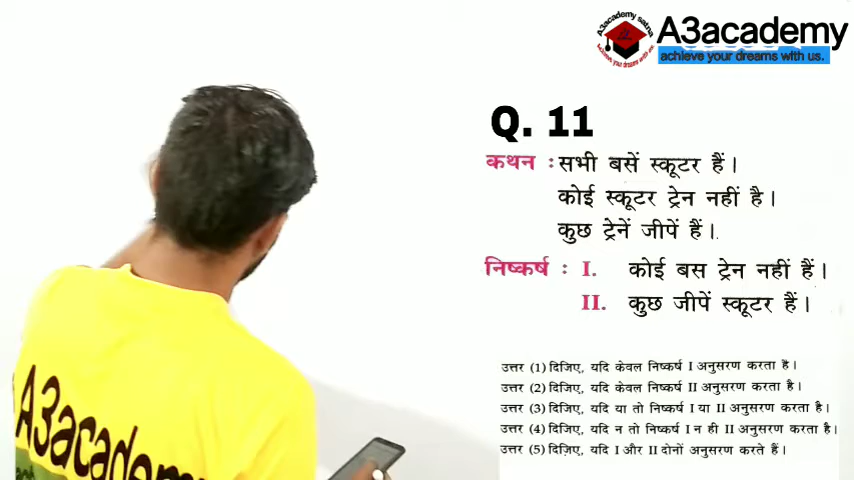 A3academy satna
A3academy
achieve your dreams with us.
Q. 11
कथन : सभी बसें स्कूटर हैं।
कोई स्कूटर ट्रेन नहीं है।
कुछ ट्रेनें जीपें हैं।
निष्कर्ष : I. कोई बस ट्रेन नहीं हैं।
II. कुछ जीपें स्कूटर हैं।
उत्तर (1) दिजिए, यदि केवल निष्कर्ष I अनुसरण करता है।
उत्तर (2) दिजिए, यदि केवल निष्कर्ष II अनुसरण करता है।
उत्तर (3) दिजिए, यदि या तो निष्कर्ष I या II अनुसरण करता है।
उत्तर (4) दिजिए, यदि न तो निष्कर्ष I न ही II अनुसरण करता है।
उत्तर (5) दिज़िए, यदि I और II दोनों अनुसरण करते हैं।
A3academy